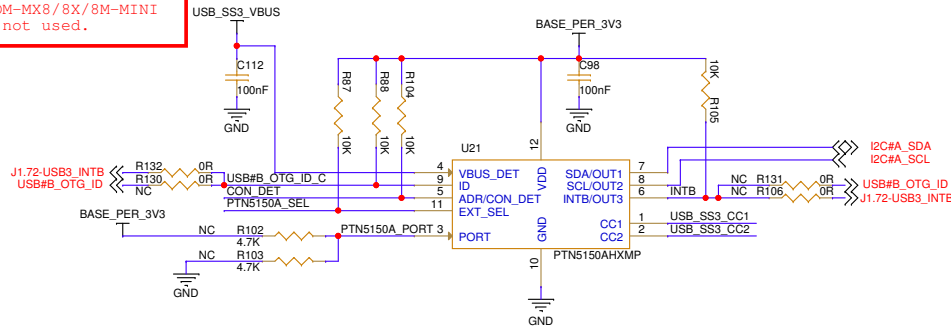 OM-MX8/8X/8M-MINI
not used.
USB_SS3_VBUS
BASE_PER_3V3
C112
100nF
GND
R87
10K
R88
10K
R104
10K
C98
100nF
GND
10K
R105
U21
12
VDD
J1.72-USB3_INTB
R132
0R
USB#B_OTG_ID
R130
0R
NC
USB#B_OTG_ID_C
CON_DET
PTN5150A_SEL
4
VBUS_DET
9
ID
5
ADR/CON_DET
11
EXT_SEL
PTN5150A_PORT
3
PORT
7
SDA/OUT1
8
SCL/OUT2
6
INTB/OUT3
1
CC1
2
CC2
I2C#A_SDA
I2C#A_SCL
INTB
NC
R131
0R
USB#B_OTG_ID
NC
R106
0R
J1.72-USB3_INTB
USB_SS3_CC1
USB_SS3_CC2
BASE_PER_3V3
NC
R102
4.7K
NC
R103
4.7K
GND
GND
10
PTN5150AHXMP
GND